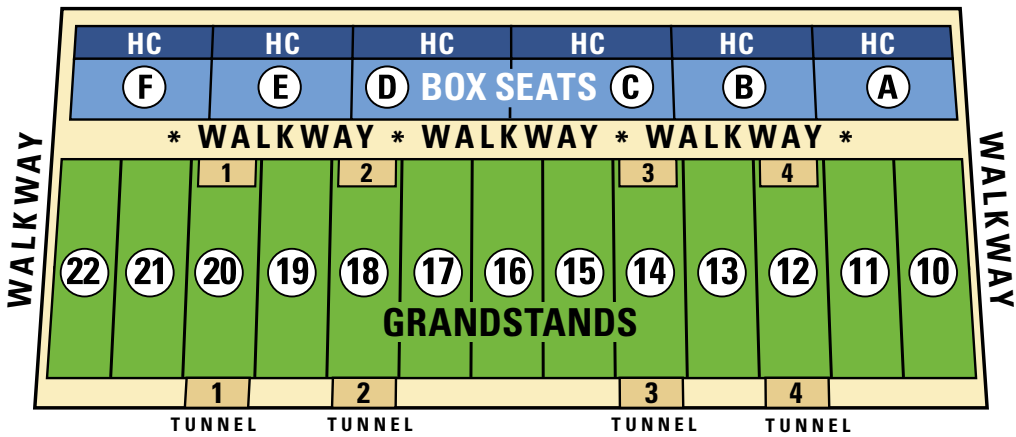 HC HC HC HC HC HC
F E D BOX SEATS C B A
* WALKWAY * WALKWAY * WALKWAY *
WALKWAY
WALKWAY
1 2 3 4
22 21 20 19 18 17 16 15 14 13 12 11 10
GRANDSTANDS
1 2 3 4
TUNNEL TUNNEL TUNNEL TUNNEL